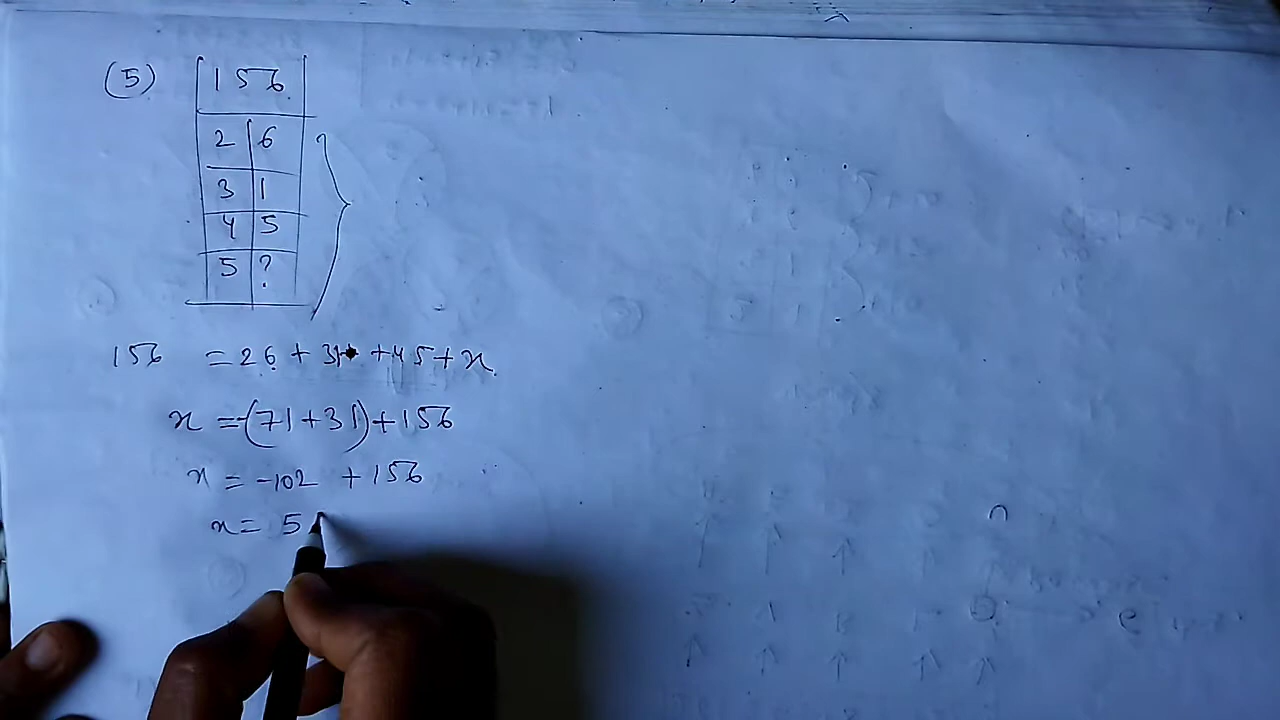 (5) 156
2 6
3 1
4 5
5 ?
156 = 26 + 31 + 45 + x
x = -(71+31)+156
x = -102 + 156
x = 5